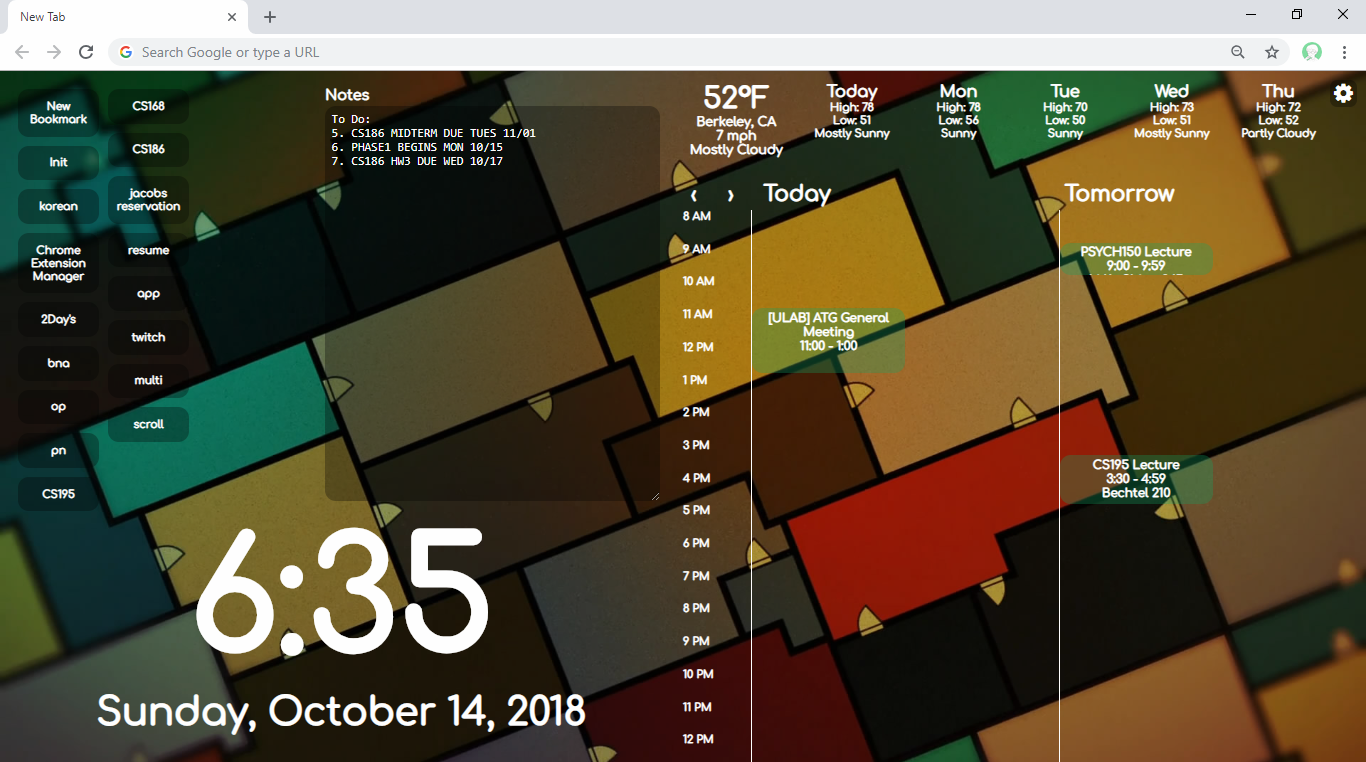 New Tab
Search Google or type a URL
New
Bookmark
Init
korean
Chrome
Extension
Manager
2Day's
bna
op
pn
CS195
CS168
CS186
jacobs
reservation
resume
app
twitch
multi
scroll
Notes
To Do:
5. CS186 MIDTERM DUE TUES 11/01
6. PHASE1 BEGINS MON 10/15
7. CS186 HW3 DUE WED 10/17
6:35
Sunday, October 14, 2018
52°F
Berkeley, CA
7 mph
Mostly Cloudy
Today
High: 78
Low: 51
Mostly Sunny
Mon
High: 78
Low: 56
Sunny
Tue
High: 70
Low: 50
Sunny
Wed
High: 73
Low: 51
Mostly Sunny
Thu
High: 72
Low: 52
Partly Cloudy
‹ › Today Tomorrow
8 AM
9 AM
10 AM
11 AM
12 PM
1 PM
2 PM
3 PM
4 PM
5 PM
6 PM
7 PM
8 PM
9 PM
10 PM
11 PM
12 PM
[ULAB] ATG General
Meeting
11:00 - 1:00
PSYCH150 Lecture
9:00 - 9:59
CS195 Lecture
3:30 - 4:59
Bechtel 210